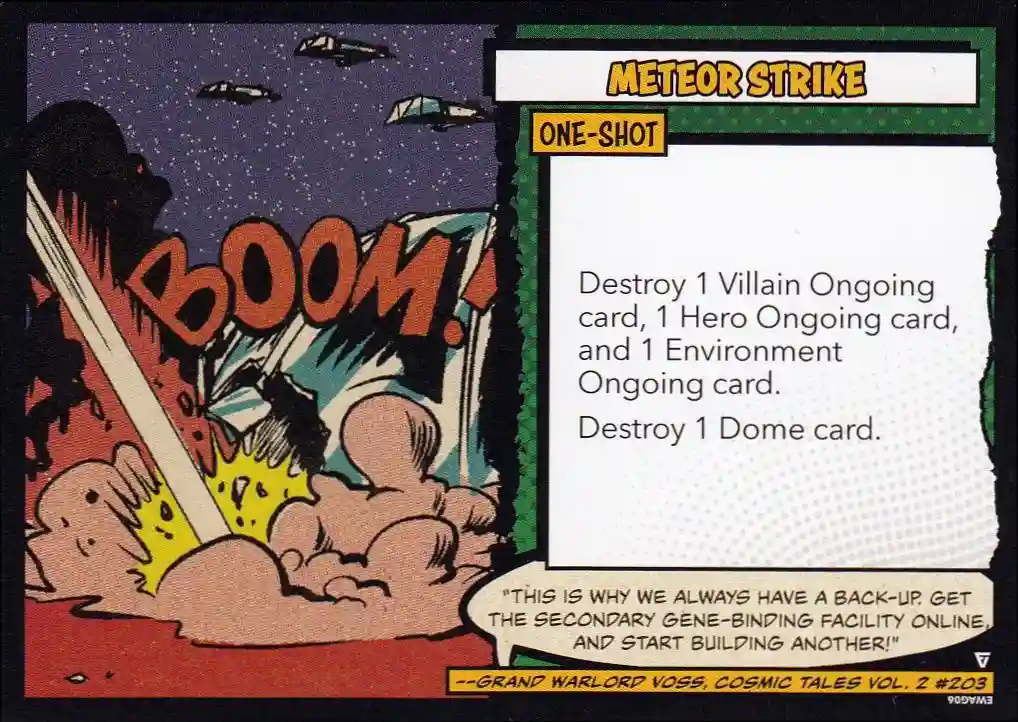 METEOR STRIKE
ONE-SHOT
BOOM!
Destroy 1 Villain Ongoing
card, 1 Hero Ongoing card,
and 1 Environment
Ongoing card.
Destroy 1 Dome card.
"THIS IS WHY WE ALWAYS HAVE A BACK-UP. GET
THE SECONDARY GENE-BINDING FACILITY ONLINE,
AND START BUILDING ANOTHER!"
--GRAND WARLORD VOSS, COSMIC TALES VOL. 2 #203
EWAG06